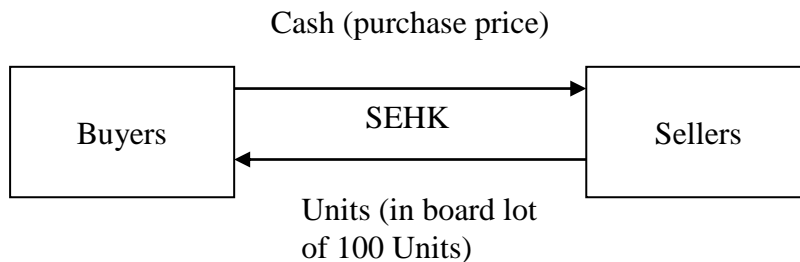 Cash (purchase price)
Buyers
SEHK
Sellers
Units (in board lot
of 100 Units)